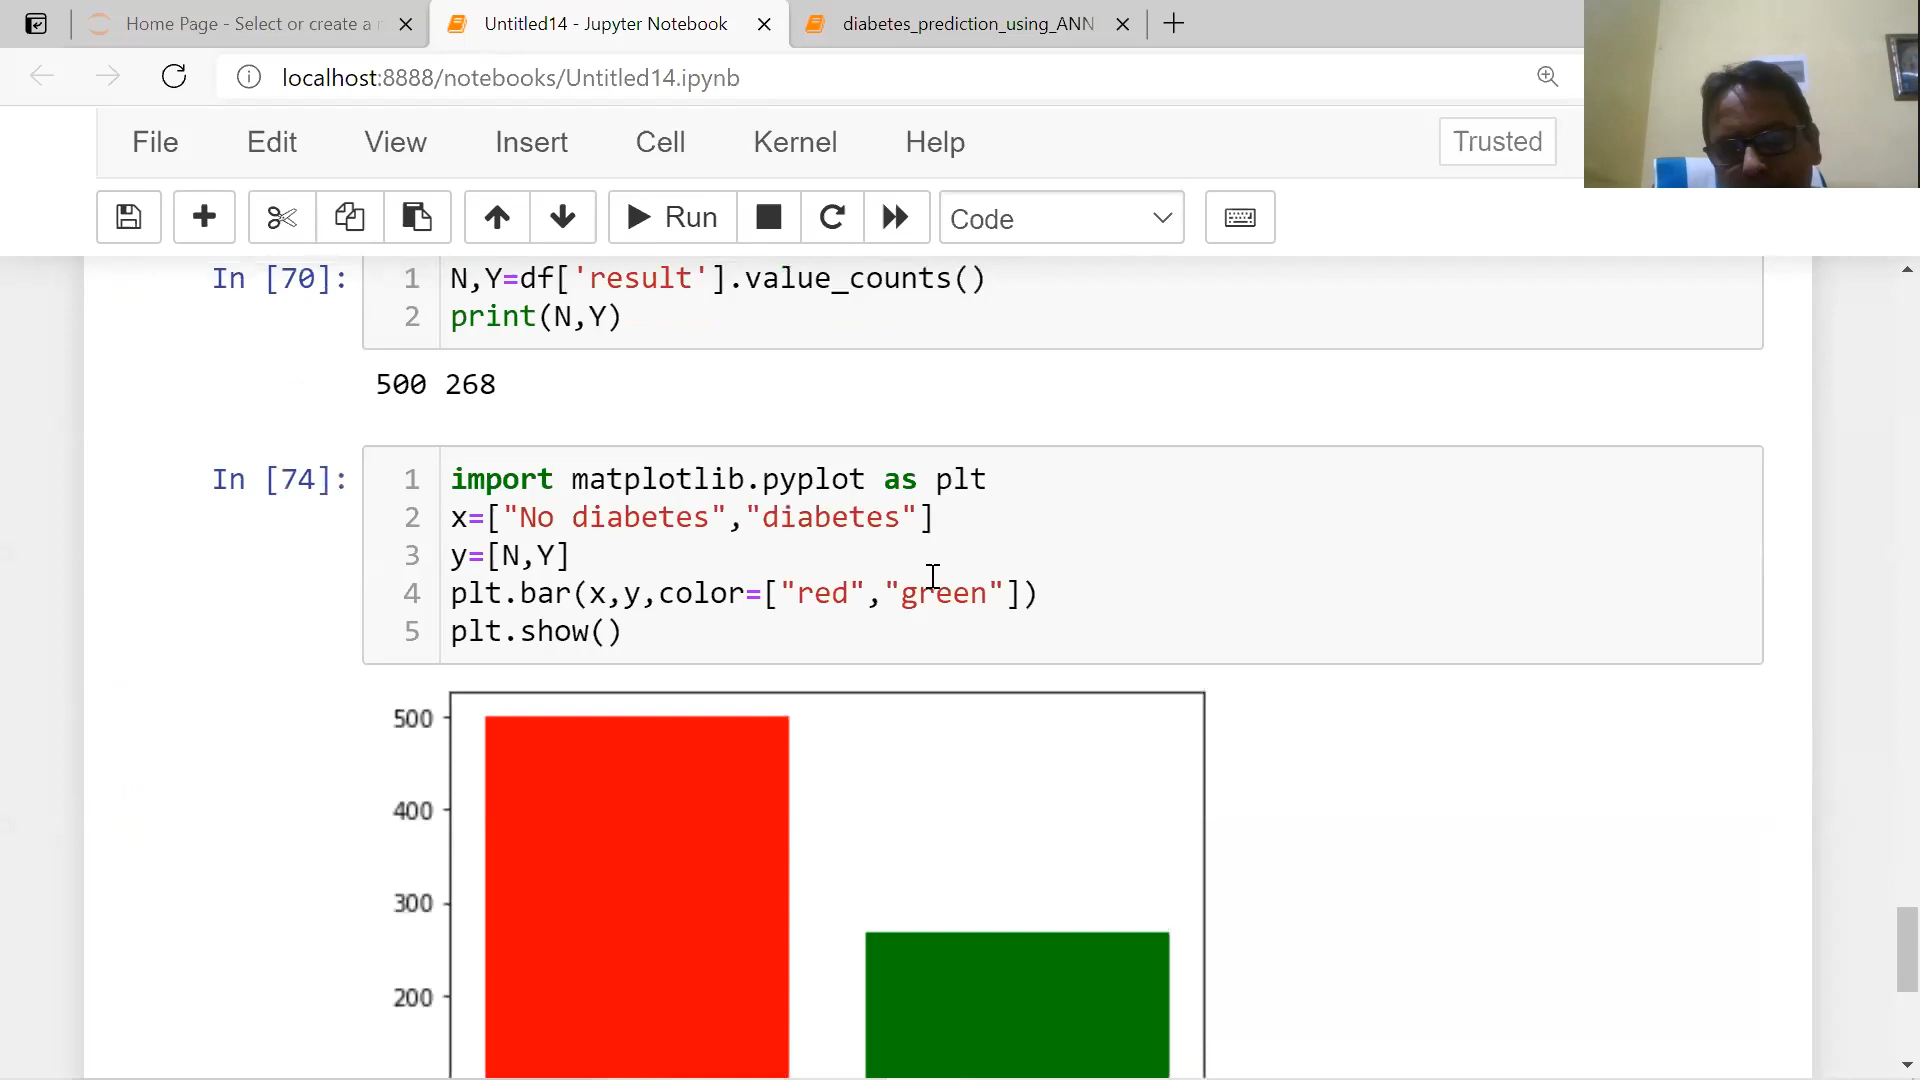 Home Page - Select or create a n
Untitled14 - Jupyter Notebook
diabetes_prediction_using_ANN
localhost:8888/notebooks/Untitled14.ipynb
File Edit View Insert Cell Kernel Help Trusted
Run Code
In [70]:
1 N,Y=df['result'].value_counts()
2 print(N,Y)
500 268
In [74]:
1 import matplotlib.pyplot as plt
2 x=["No diabetes","diabetes"]
3 y=[N,Y]
4 plt.bar(x,y,color=["red","green"])
5 plt.show()
500
400
300
200